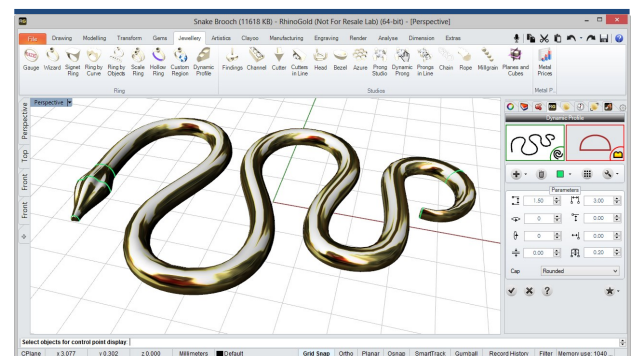 Snake Brooch (11618 KB) - RhinoGold (Not For Resale Lab) (64-bit) - [Perspective]
File Drawing Modelling Transform Gems Jewellery Artistics Clayoo Manufacturing Engraving Render Analyse Dimension Extras
Gauge Wizard Signet Ring Ring by Curve Ring by Objects Scale Ring Hollow Ring Custom Region Dynamic Profile Findings Channel Cutter Cutters in Line Head Bezel Azure Prong Studio Dynamic Prong Prongs in Line Chain Rope Millgrain Planes and Cubes Metal Prices
Ring Studios Metal P...
Perspective
Perspective
Top
Front
Front
Dynamic Profile
Parameters
1.50 3.00
0 0.00
0 0.00
0.00 0.20
Cap Rounded
Select objects for control point display:
CPlane x 3.077 y 0.302 z 0.000 Millimeters Default Grid Snap Ortho Planar Osnap SmartTrack Gumball Record History Filter Memory use: 1040 ...